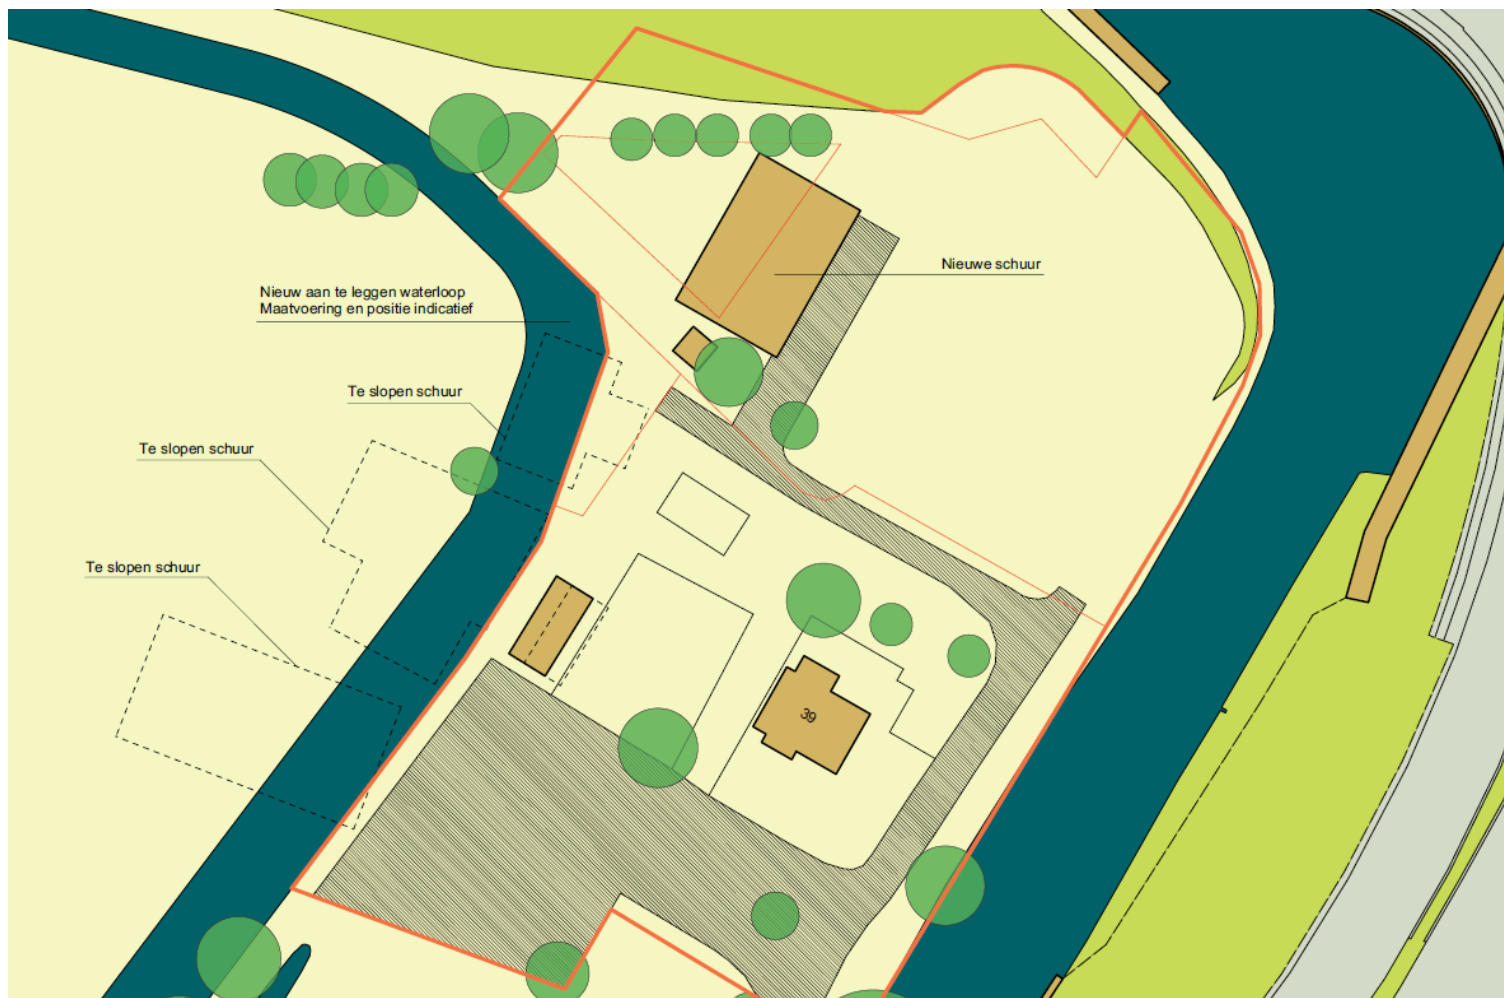 Nieuwe schuur
Nieuw aan te leggen waterloop
Maatvoering en positie indicatief
Te slopen schuur
Te slopen schuur
Te slopen schuur
39